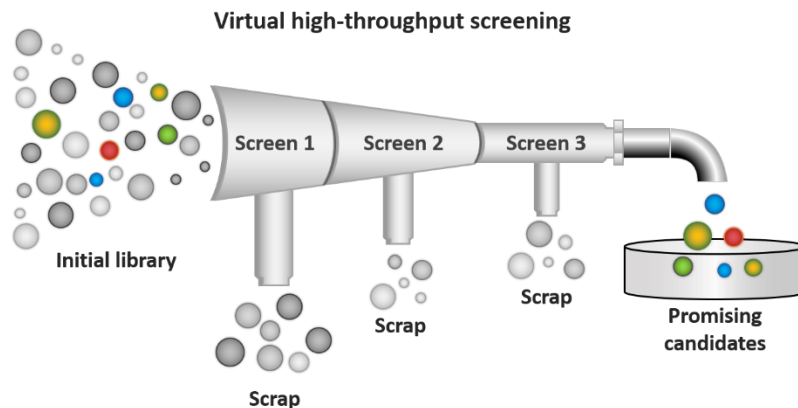 Virtual high-throughput screening
Screen 1
Screen 2
Screen 3
Initial library
Scrap
Scrap
Scrap
Promising
candidates